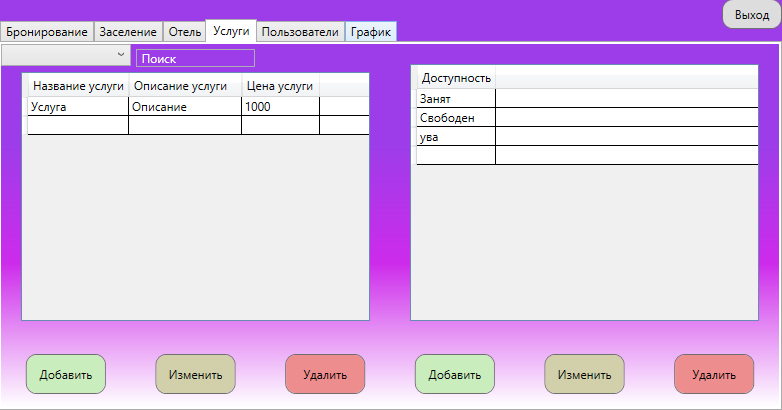 Выход
Бронирование Заселение Отель Услуги Пользователи График
Поиск
Название услуги Описание услуги Цена услуги
Услуга Описание 1000
Доступность
Занят
Свободен
ува
Добавить Изменить Удалить Добавить Изменить Удалить